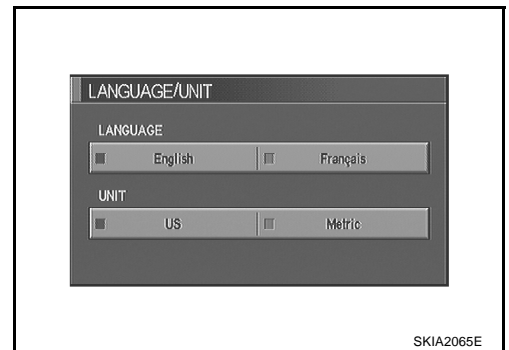 LANGUAGE/UNIT
LANGUAGE
English Français
UNIT
US Metric
SKIA2065E